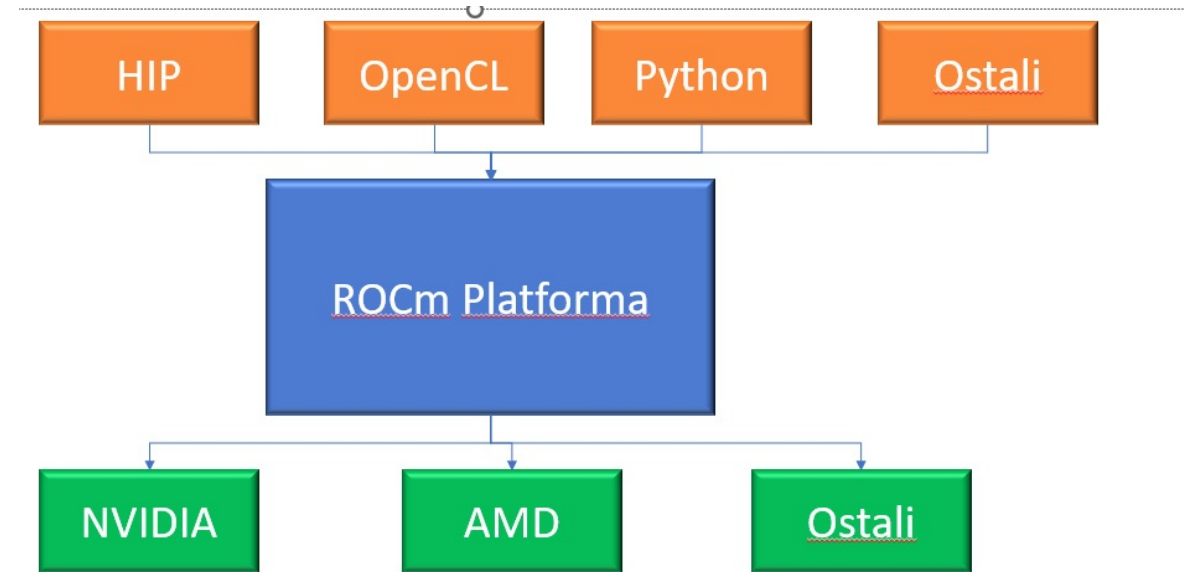 HIP
OpenCL
Python
Ostali
ROCm Platforma
NVIDIA
AMD
Ostali